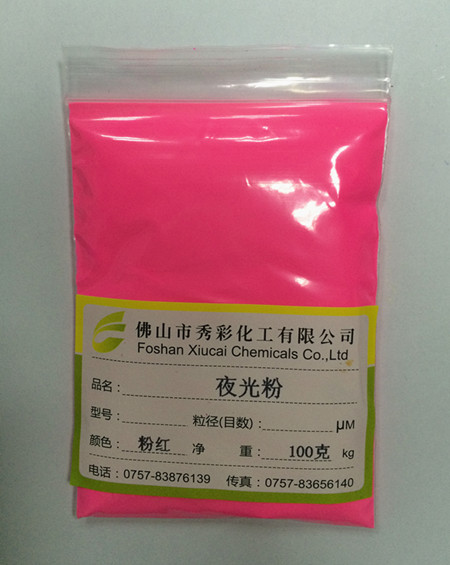 佛山市秀彩化工有限公司
Foshan Xiucai Chemicals Co.,Ltd
品名: 夜光粉
型号: 粒径(目数): μM
颜色: 粉红 净 重: 100克 kg
电话: 0757-83876139 传真: 0757-83656140